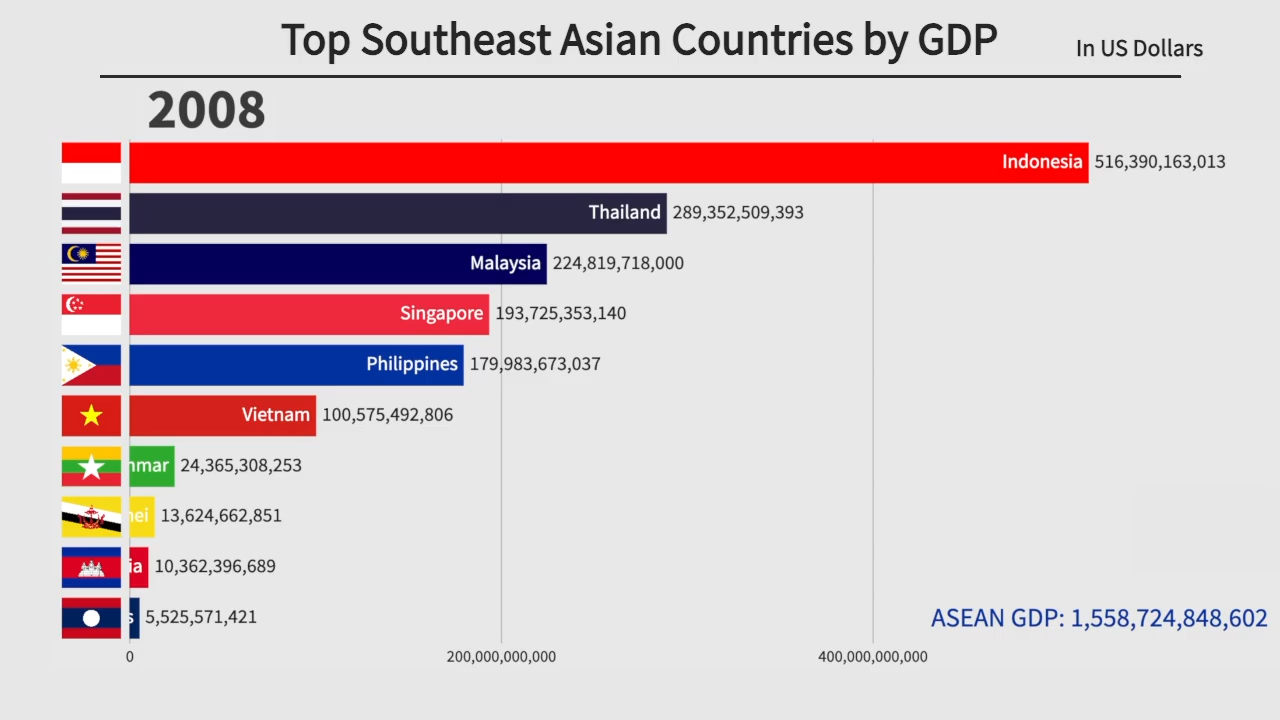 Top Southeast Asian Countries by GDP
In US Dollars
2008
Indonesia 516,390,163,013
Thailand 289,352,509,393
Malaysia 224,819,718,000
Singapore 193,725,353,140
Philippines 179,983,673,037
Vietnam 100,575,492,806
nmar 24,365,308,253
nei 13,624,662,851
ia 10,362,396,689
s 5,525,571,421
ASEAN GDP: 1,558,724,848,602
0 200,000,000,000 400,000,000,000